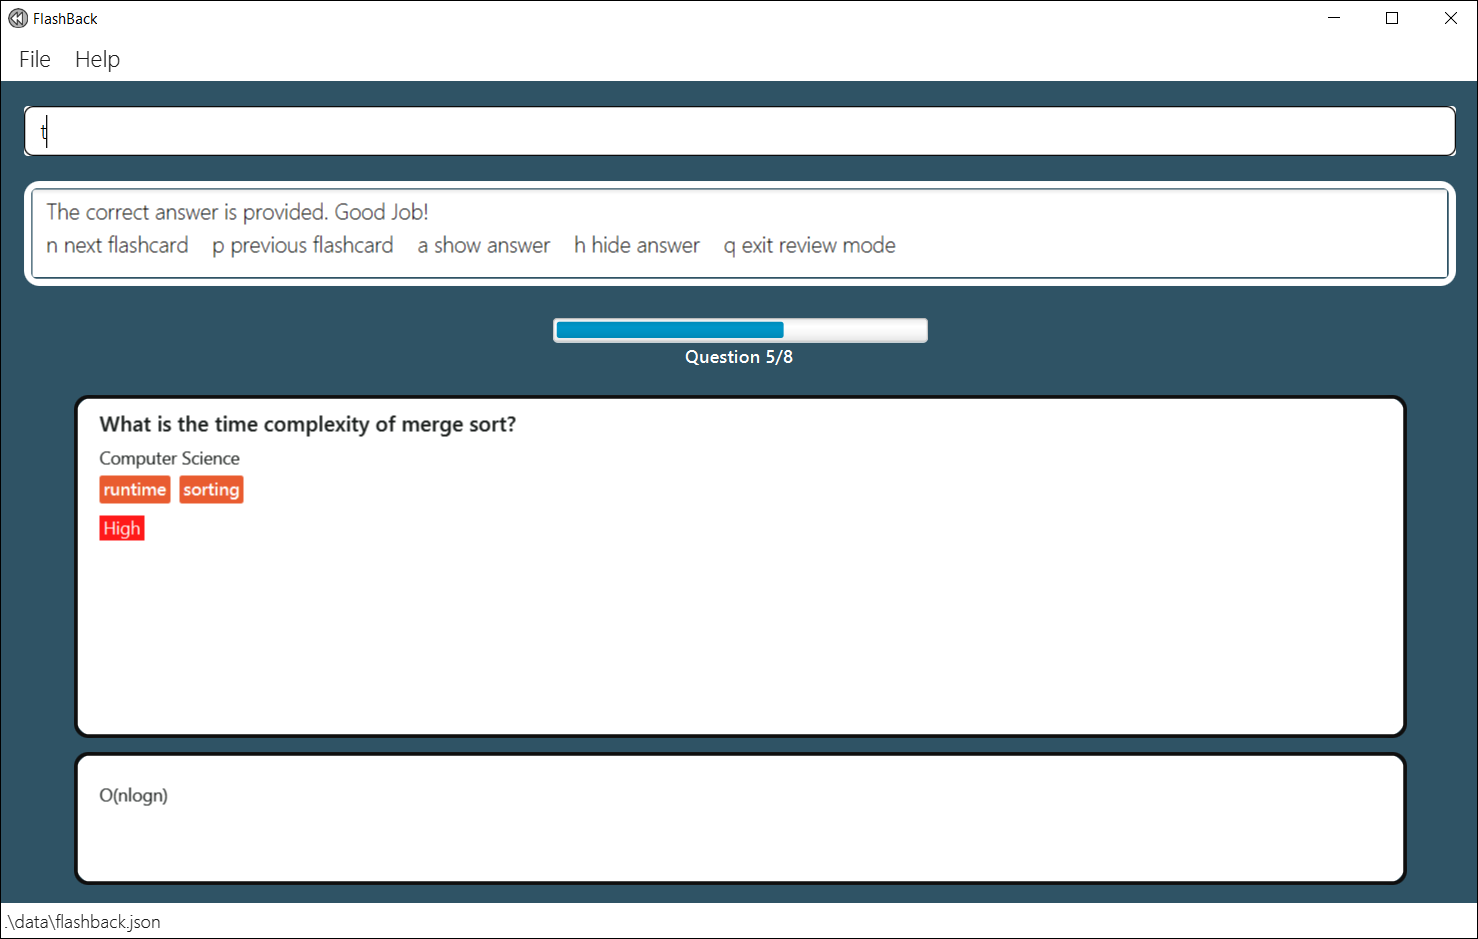 FlashBack
File Help
t
The correct answer is provided. Good Job!
n next flashcard p previous flashcard a show answer h hide answer q exit review mode
Question 5/8
What is the time complexity of merge sort?
Computer Science
runtime sorting
High
O(nlogn)
.\data\flashback.json